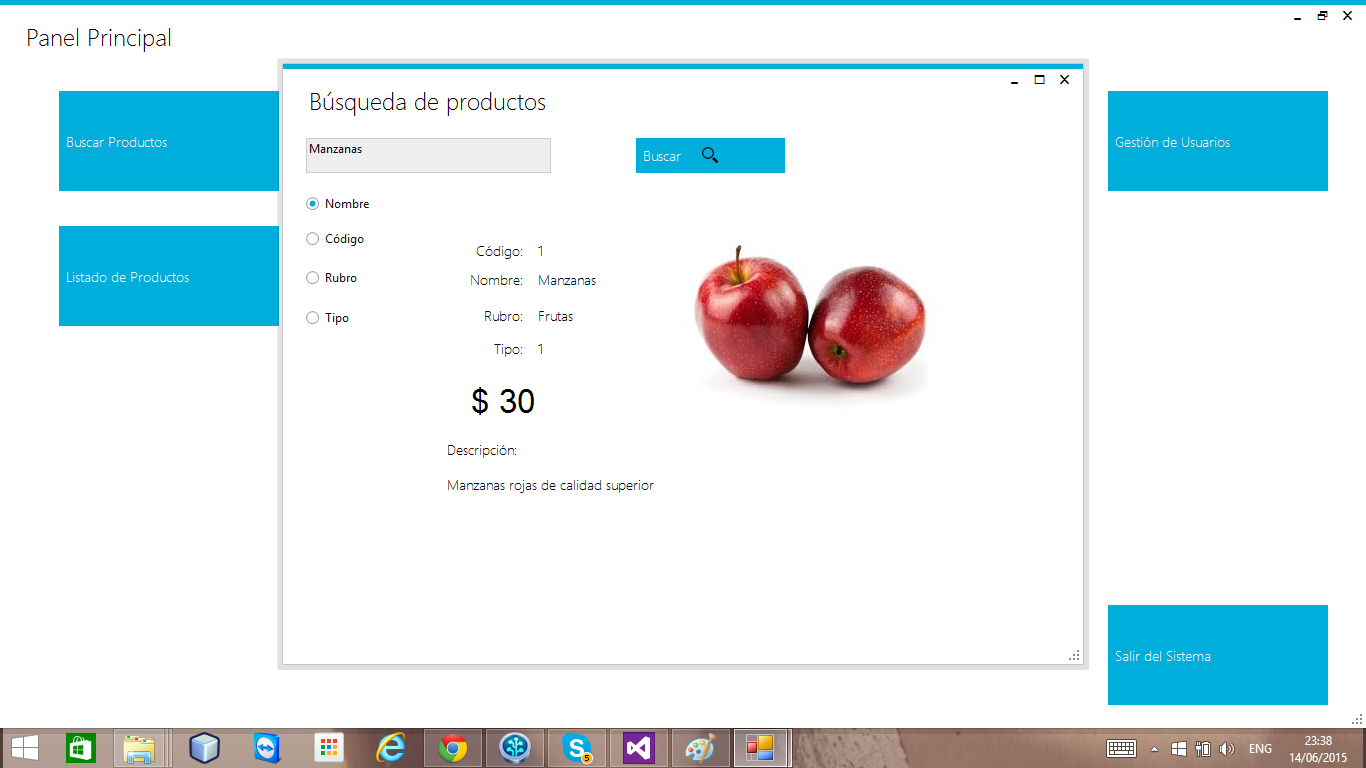 Panel Principal
Buscar Productos
Listado de Productos
Búsqueda de productos
Manzanas
Buscar
Nombre
Código
Rubro
Tipo
Código: 1
Nombre: Manzanas
Rubro: Frutas
Tipo: 1
$ 30
Descripción:
Manzanas rojas de calidad superior
Gestión de Usuarios
Salir del Sistema
5
ENG
23:38
14/06/2015